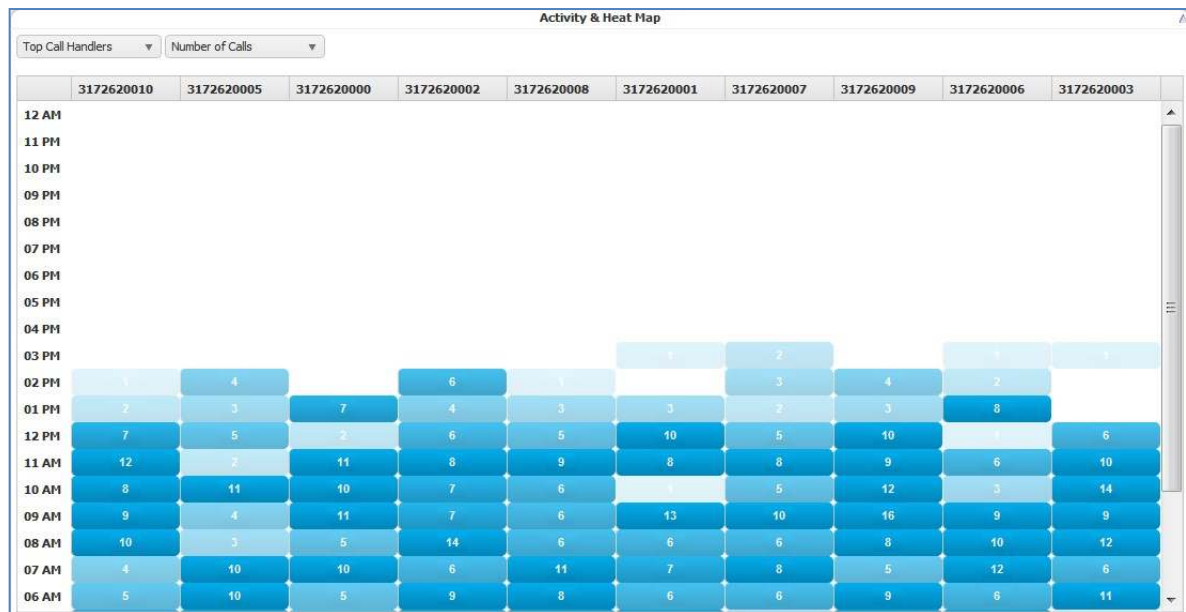 Activity & Heat Map
Top Call Handlers Number of Calls
3172620010 3172620005 3172620000 3172620002 3172620008 3172620001 3172620007 3172620009 3172620006 3172620003
12 AM
11 PM
10 PM
09 PM
08 PM
07 PM
06 PM
05 PM
04 PM
03 PM 1 2 1 1
02 PM 1 4 6 1 3 4 2
01 PM 2 3 7 4 3 3 2 3 8
12 PM 7 5 2 6 5 10 5 10 1 6
11 AM 12 2 11 8 9 8 8 9 6 10
10 AM 8 11 10 7 6 1 5 12 3 14
09 AM 9 4 11 7 6 13 10 16 9 9
08 AM 10 3 5 14 6 6 6 8 10 12
07 AM 4 10 10 6 11 7 8 5 12 6
06 AM 5 10 5 9 8 6 6 9 6 11